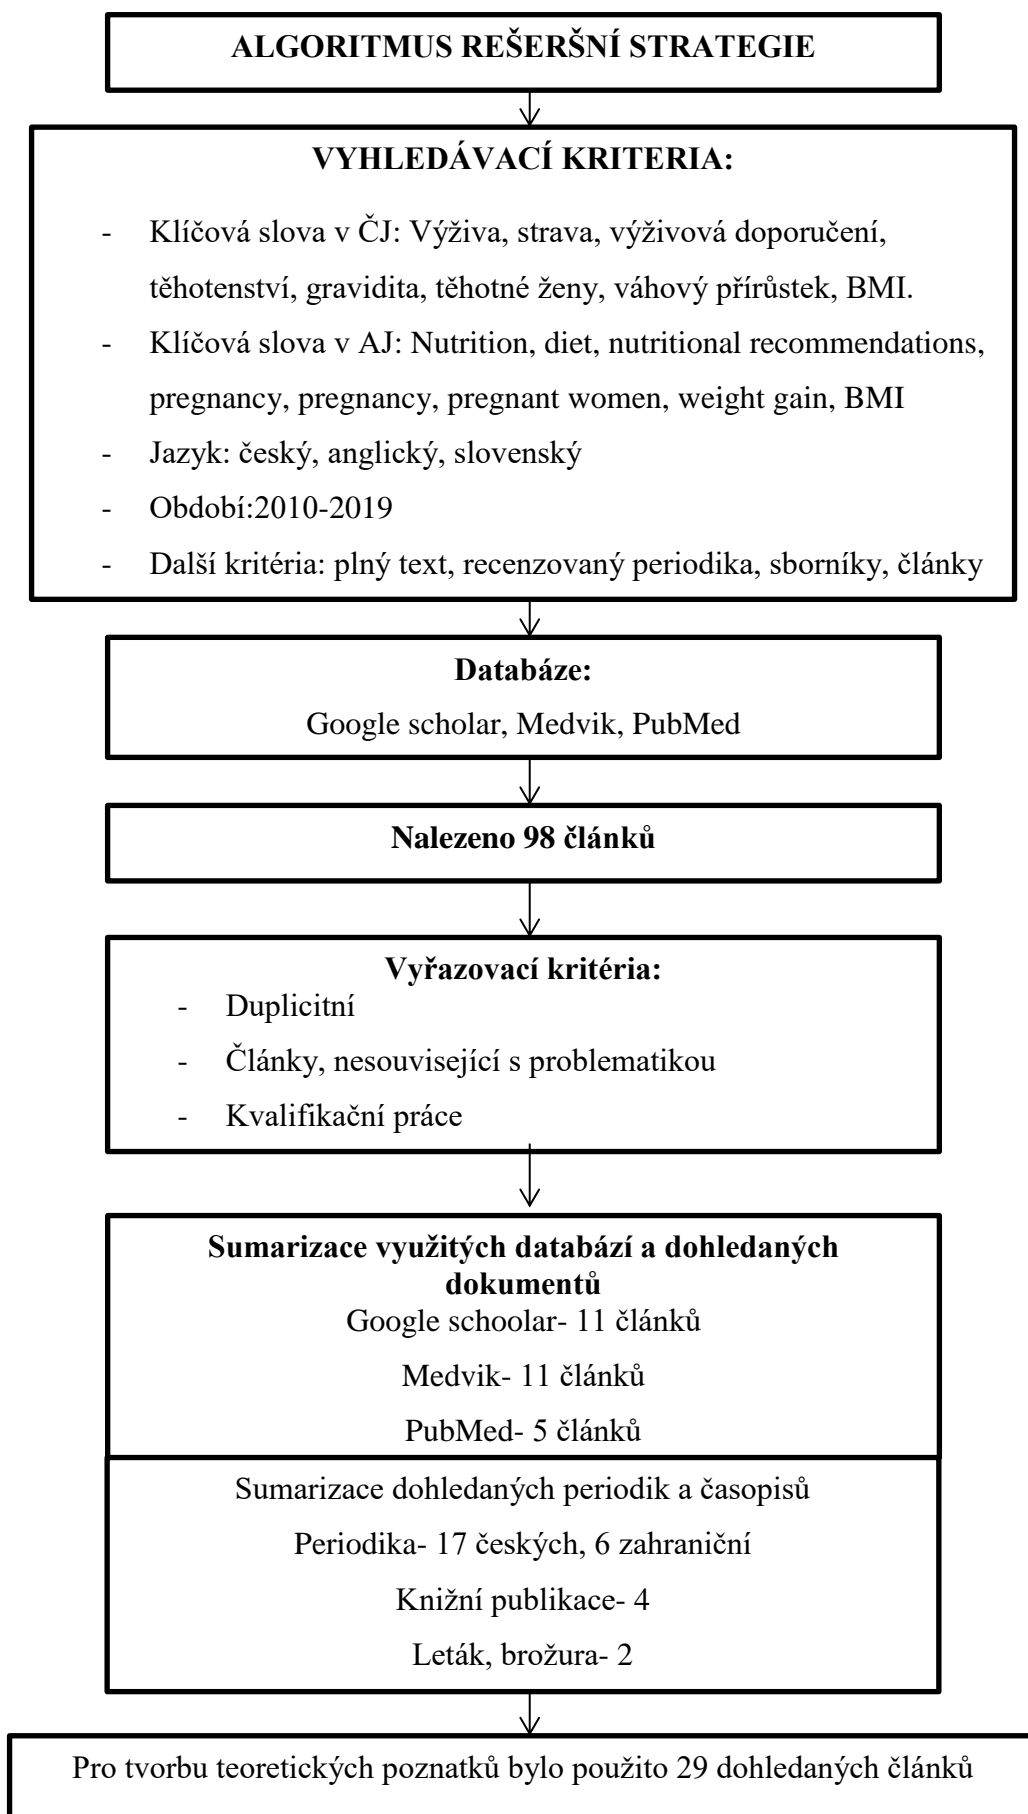 ALGORITMUS REŠERŠNÍ STRATEGIE
VYHLEDÁVACÍ KRITERIA:
- Klíčová slova v ČJ: Výživa, strava, výživová doporučení,
těhotenství, gravidita, těhotné ženy, váhový přírůstek, BMI.
- Klíčová slova v AJ: Nutrition, diet, nutritional recommendations,
pregnancy, pregnancy, pregnant women, weight gain, BMI
- Jazyk: český, anglický, slovenský
- Období:2010-2019
- Další kritéria: plný text, recenzovaný periodika, sborníky, články
Databáze:
Google scholar, Medvik, PubMed
Nalezeno 98 článků
Vyřazovací kritéria:
- Duplicitní
- Články, nesouvisející s problematikou
- Kvalifikační práce
Sumarizace využitých databází a dohledaných
dokumentů
Google schoolar- 11 článků
Medvik- 11 článků
PubMed- 5 článků
Sumarizace dohledaných periodik a časopisů
Periodika- 17 českých, 6 zahraniční
Knižní publikace- 4
Leták, brožura- 2
Pro tvorbu teoretických poznatků bylo použito 29 dohledaných článků